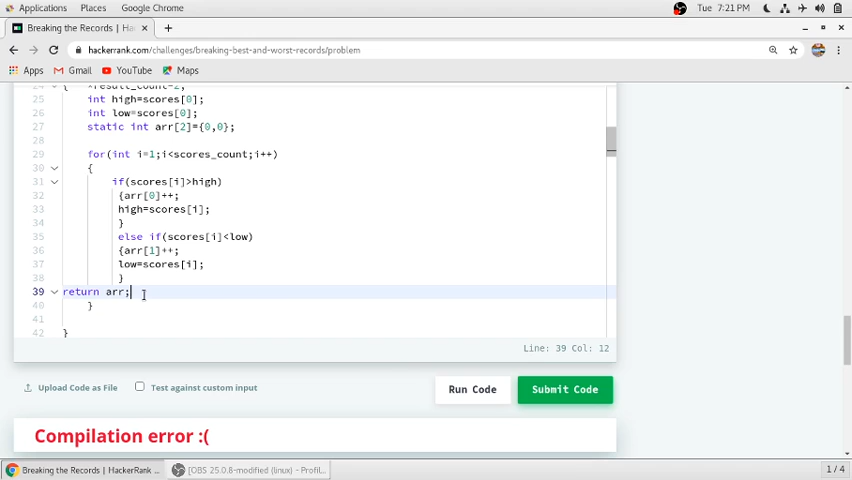 Applications Places Google Chrome Tue 7:21 PM
Breaking the Records | Hac
hackerrank.com/challenges/breaking-best-and-worst-records/problem
Apps Gmail YouTube Maps
24 { *result_count=2;
25 int high=scores[0];
26 int low=scores[0];
27 static int arr[2]={0,0};
28
29 for(int i=1;i<scores_count;i++)
30 {
31 if(scores[i]>high)
32 {arr[0]++;
33 high=scores[i];
34 }
35 else if(scores[i]<low)
36 {arr[1]++;
37 low=scores[i];
38 }
39 return arr;
40 }
41
42 }
Line: 39 Col: 12
Upload Code as File Test against custom input Run Code Submit Code
Compilation error :(
Breaking the Records | HackerRank ... [OBS 25.0.8-modified (linux) - Profil... 1 / 4